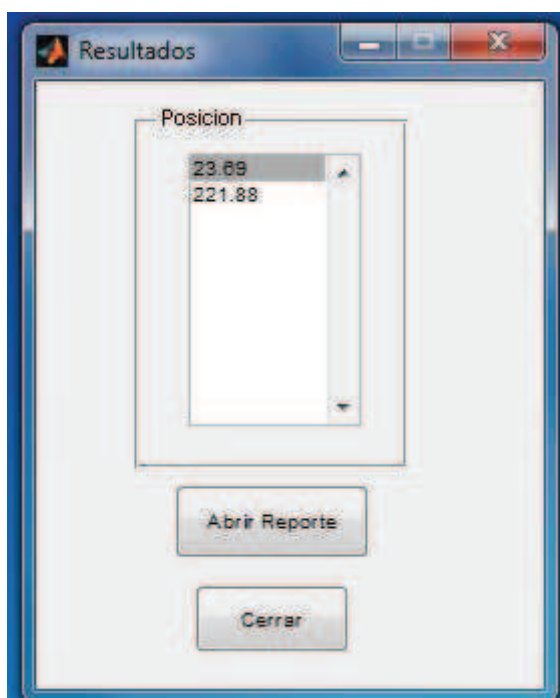 Resultados
Posicion
23.69
221.88
Abrir Reporte
Cerrar